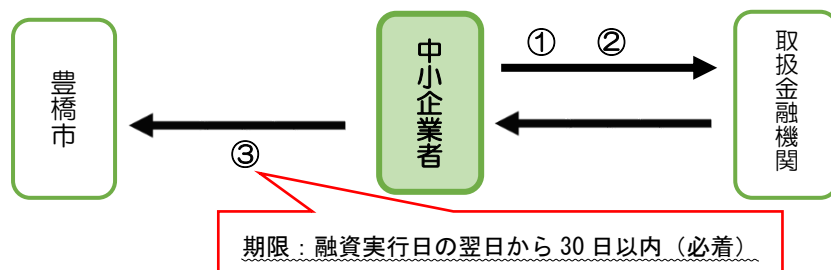 豊橋市
中小企業者
① ②
取扱金融機関
③
期限：融資実行日の翌日から 30 日以内（必着）